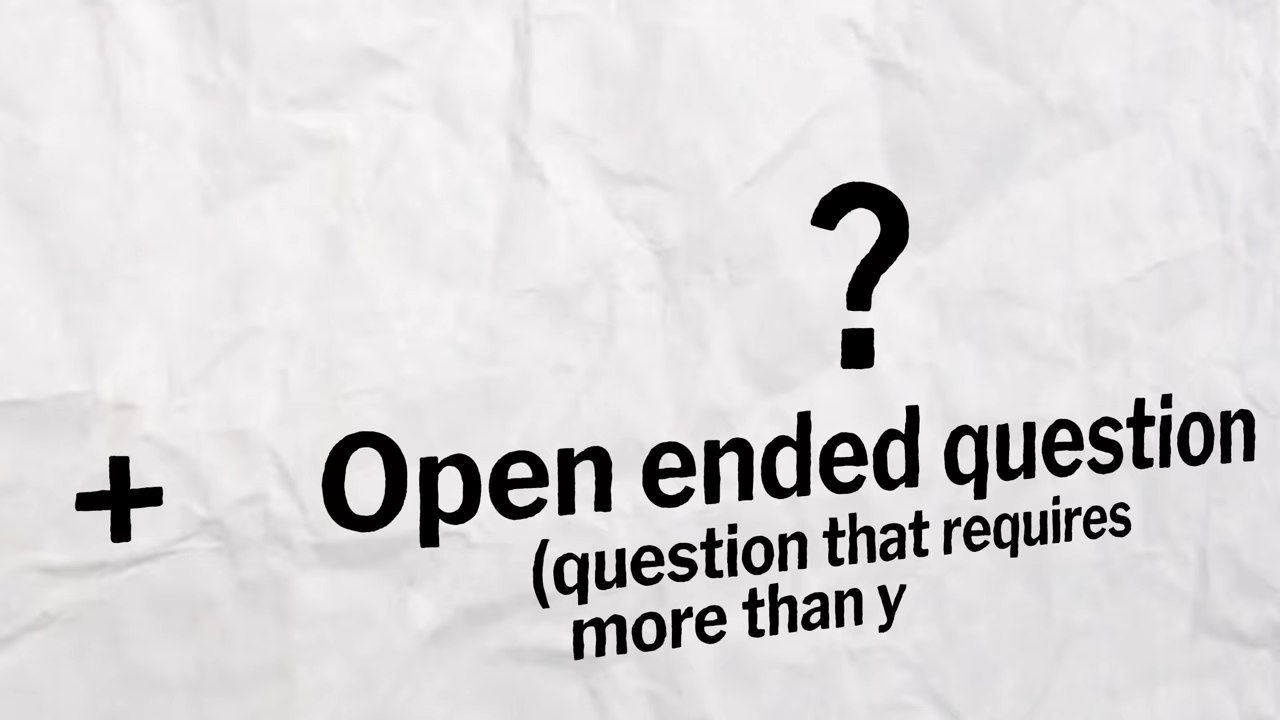 ?
+ Open ended question
(question that requires
more than y